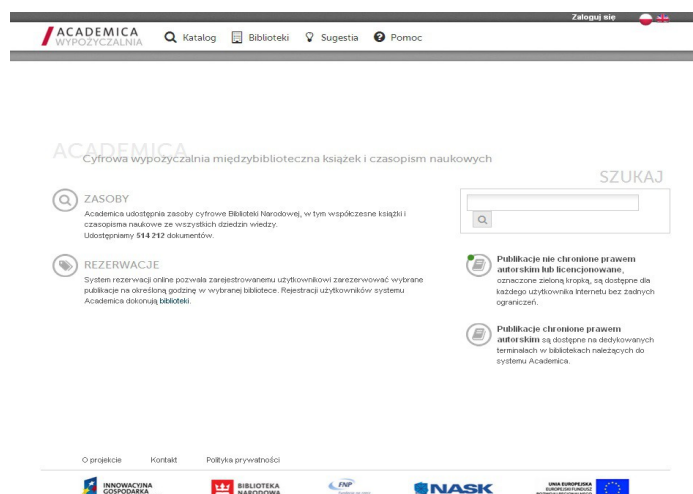 Zaloguj się
ACADEMICA
WYPOŻYCZALNIA
Katalog
Biblioteki
Sugestia
Pomoc
ACADEMICA
Cyfrowa wypożyczalnia międzybiblioteczna książek i czasopism naukowych
SZUKAJ
ZASOBY
Academica udostępnia zasoby cyfrowe Biblioteki Narodowej, w tym współczesne książki i
czasopisma naukowe ze wszystkich dziedzin wiedzy.
Udostępniamy 514 212 dokumentów.
REZERWACJE
System rezerwacji online pozwala zarejestrowanemu użytkownikowi zarezerwować wybrane
publikacje na określoną godzinę w wybranej bibliotece. Rejestracji użytkowników systemu
Academica dokonują biblioteki.
Publikacje nie chronione prawem
autorskim lub licencjonowane,
oznaczone zieloną kropką, są dostępne dla
każdego użytkownika Internetu bez żadnych
ograniczeń.
Publikacje chronione prawem
autorskim są dostępne na dedykowanych
terminalach w bibliotekach należących do
systemu Academica.
O projekcie
Kontakt
Polityka prywatności
INNOWACYJNA
GOSPODARKA
BIBLIOTEKA
NARODOWA
FNP
NASK
UNIA EUROPEJSKA
EUROPEJSKI FUNDUSZ